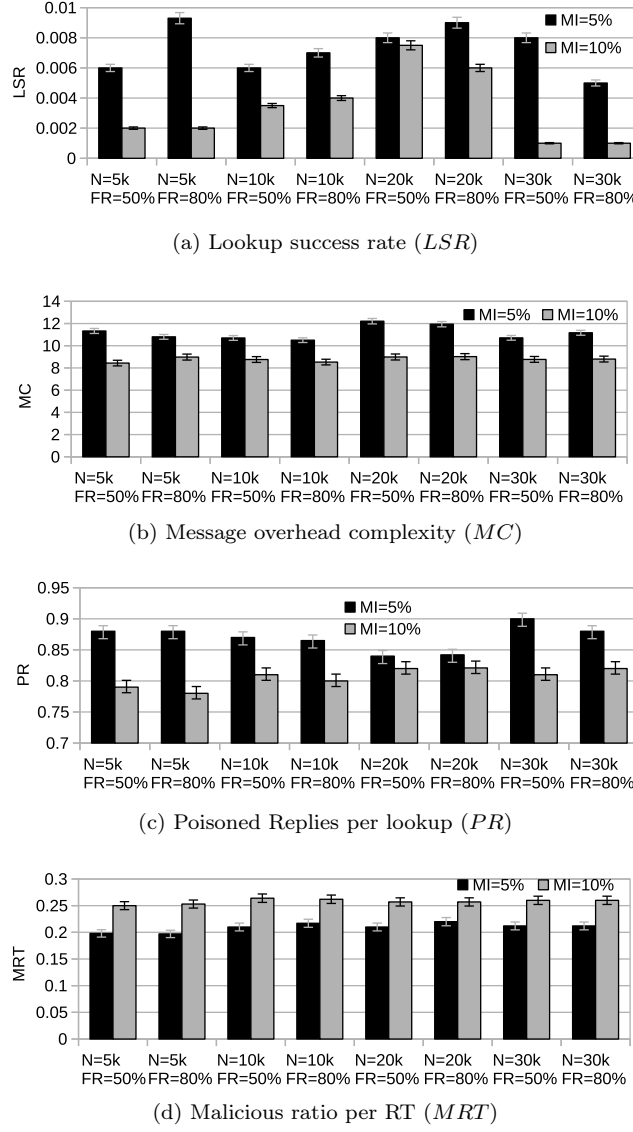 0.01
0.008
0.006
0.004
0.002
0
LSR
MI=5%
MI=10%
N=5k N=5k N=10k N=10k N=20k N=20k N=30k N=30k
FR=50% FR=80% FR=50% FR=80% FR=50% FR=80% FR=50% FR=80%
(a) Lookup success rate (LSR)
14
12
10
8
6
4
2
0
MC
MI=5% MI=10%
N=5k N=5k N=10k N=10k N=20k N=20k N=30k N=30k
FR=50% FR=80% FR=50% FR=80% FR=50% FR=80% FR=50% FR=80%
(b) Message overhead complexity (MC)
0.95
0.9
0.85
0.8
0.75
0.7
PR
MI=5%
MI=10%
N=5k N=5k N=10k N=10k N=20k N=20k N=30k N=30k
FR=50% FR=80% FR=50% FR=80% FR=50% FR=80% FR=50% FR=80%
(c) Poisoned Replies per lookup (PR)
0.3
0.25
0.2
0.15
0.1
0.05
0
MRT
MI=5% MI=10%
N=5k N=5k N=10k N=10k N=20k N=20k N=30k N=30k
FR=50% FR=80% FR=50% FR=80% FR=50% FR=80% FR=50% FR=80%
(d) Malicious ratio per RT (MRT)